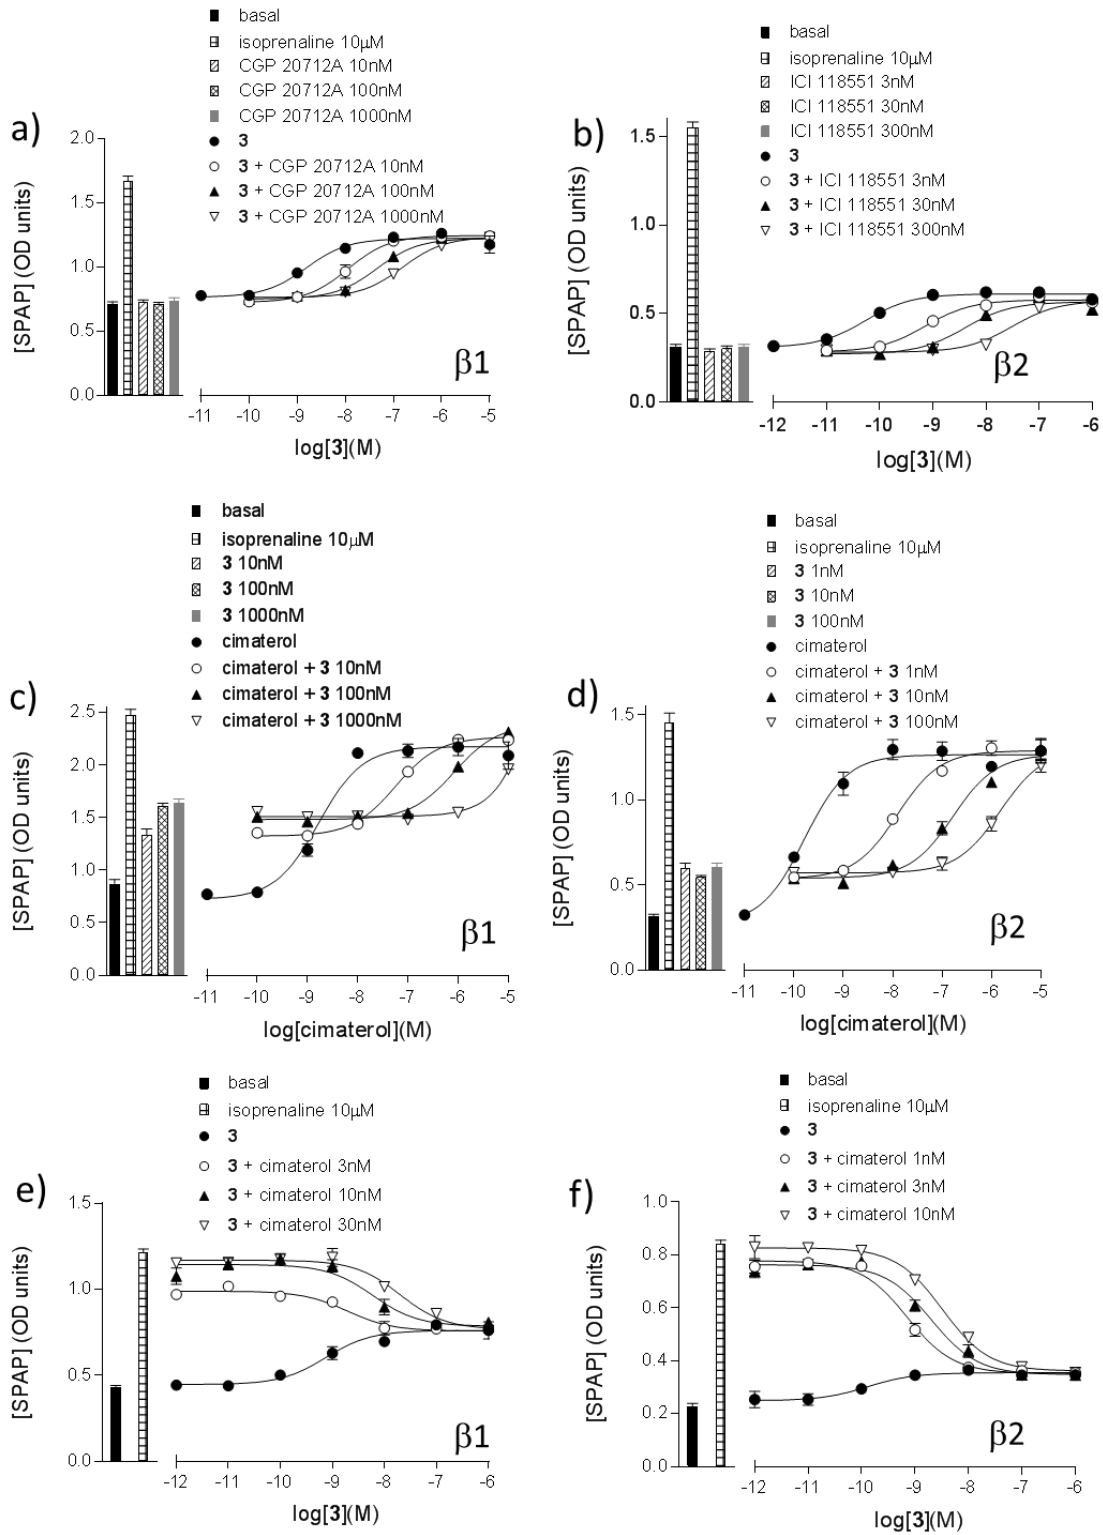 a)
basal
isoprenaline 10μM
CGP 20712A 10nM
CGP 20712A 100nM
CGP 20712A 1000nM
3
3 + CGP 20712A 10nM
3 + CGP 20712A 100nM
3 + CGP 20712A 1000nM
[SPAP] (OD units)
2.0
1.5
1.0
0.5
0.0
β1
-11 -10 -9 -8 -7 -6 -5
log[3](M)
b)
basal
isoprenaline 10μM
ICI 118551 3nM
ICI 118551 30nM
ICI 118551 300nM
3
3 + ICI 118551 3nM
3 + ICI 118551 30nM
3 + ICI 118551 300nM
[SPAP] (OD units)
1.5
1.0
0.5
0.0
β2
-12 -11 -10 -9 -8 -7 -6
log[3](M)
c)
basal
isoprenaline 10μM
3 10nM
3 100nM
3 1000nM
cimaterol
cimaterol + 3 10nM
cimaterol + 3 100nM
cimaterol + 3 1000nM
[SPAP] (OD units)
2.5
2.0
1.5
1.0
0.5
0.0
β1
-11 -10 -9 -8 -7 -6 -5
log[cimaterol](M)
d)
basal
isoprenaline 10μM
3 1nM
3 10nM
3 100nM
cimaterol
cimaterol + 3 1nM
cimaterol + 3 10nM
cimaterol + 3 100nM
[SPAP] (OD units)
1.5
1.0
0.5
0.0
β2
-11 -10 -9 -8 -7 -6 -5
log[cimaterol](M)
e)
basal
isoprenaline 10μM
3
3 + cimaterol 3nM
3 + cimaterol 10nM
3 + cimaterol 30nM
[SPAP] (OD units)
1.5
1.0
0.5
0.0
β1
-12 -11 -10 -9 -8 -7 -6
log[3](M)
f)
basal
isoprenaline 10μM
3
3 + cimaterol 1nM
3 + cimaterol 3nM
3 + cimaterol 10nM
[SPAP] (OD units)
1.0
0.8
0.6
0.4
0.2
0.0
β2
-12 -11 -10 -9 -8 -7 -6
log[3](M)